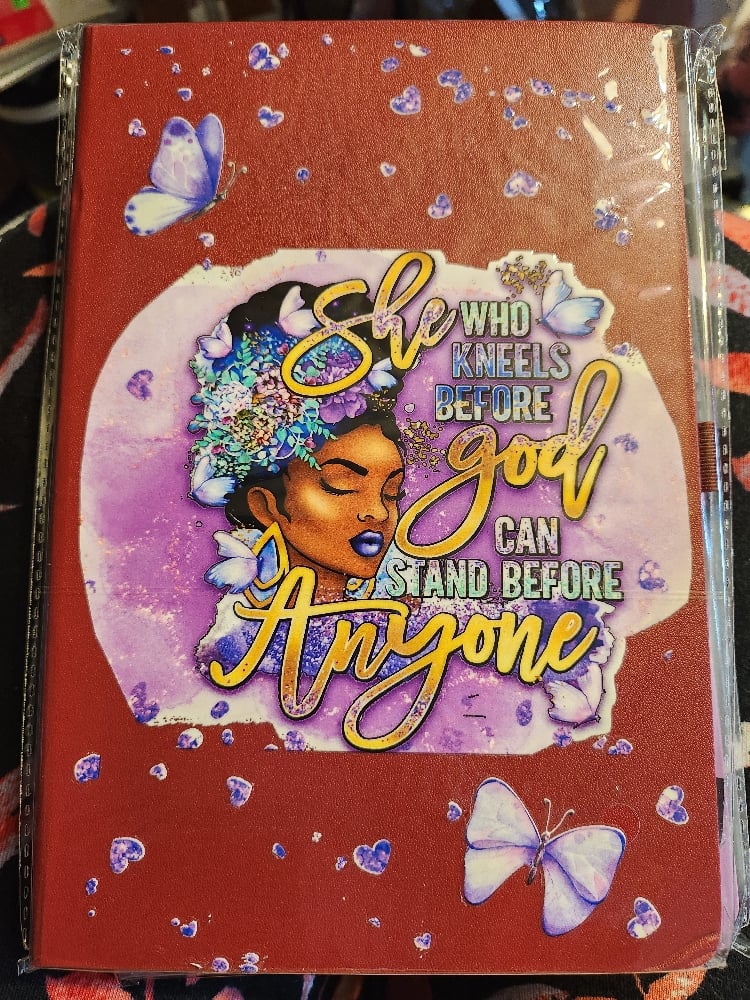 She WHO
KNEELS
BEFORE
god
CAN
STAND BEFORE
Anyone